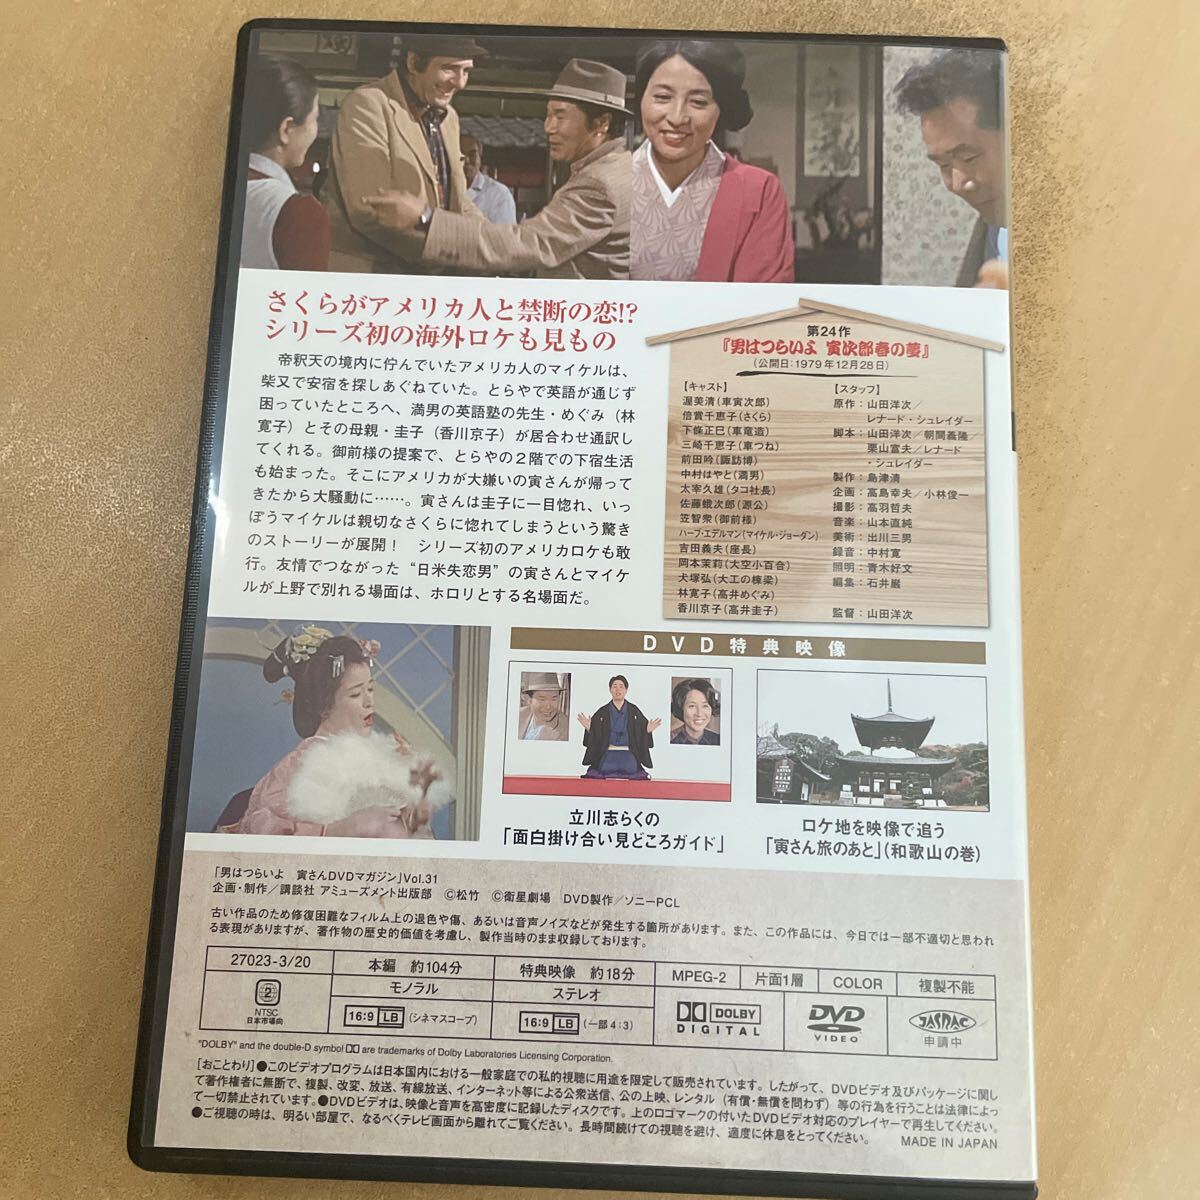 さくらがアメリカ人と禁断の恋!?
シリーズ初の海外ロケも見もの
帝釈天の境内に佇んでいたアメリカ人のマイケルは、
柴又で安宿を探しあぐねていた。とらやで英語が通じず
困っていたところへ、満男の英語塾の先生・めぐみ（林
寛子）とその母親・圭子（香川京子）が居合わせ通訳し
てくれる。御前様の提案で、とらやの２階での下宿生活
も始まった。そこにアメリカが大嫌いの寅さんが帰って
きたから大騒動に……。寅さんは圭子に一目惚れ、いっ
ぽうマイケルは親切なさくらに惚れてしまうという驚き
のストーリーが展開！　シリーズ初のアメリカロケも敢
行。友情でつながった“日米失恋男”の寅さんとマイケ
ルが上野で別れる場面は、ホロリとする名場面だ。
第24作
『男はつらいよ 寅次郎春の夢』
（公開日：1979年12月28日）
【キャスト】
渥美清（車寅次郎）
倍賞千恵子（さくら）
下條正巳（車竜造）
三崎千恵子（車つね）
前田吟（諏訪博）
中村はやと（満男）
太宰久雄（タコ社長）
佐藤蛾次郎（源公）
笠智衆（御前様）
ハーブ・エデルマン（マイケル・ジョーダン）
吉田義夫（座長）
岡本茉莉（大空小百合）
犬塚弘（大工の棟梁）
林寛子（高井めぐみ）
香川京子（高井圭子）
【スタッフ】
原作：山田洋次／
レナード・シュレイダー
脚本：山田洋次／朝間義隆／
栗山富夫／レナード
・シュレイダー
製作：島津清
企画：高島幸夫／小林俊一
撮影：高羽哲夫
音楽：山本直純
美術：出川三男
録音：中村寛
照明：青木好文
編集：石井巌
監督：山田洋次
DVD特典映像
立川志らくの
「面白掛け合い見どころガイド」
ロケ地を映像で追う
「寅さん旅のあと」（和歌山の巻）
「男はつらいよ　寅さんDVDマガジン」Vol.31
企画・制作／講談社 アミューズメント出版部　©松竹　©衛星劇場　DVD製作／ソニーPCL
古い作品のため修復困難なフィルム上の退色や傷、あるいは音声ノイズなどが発生する箇所があります。また、この作品には、今日では一部不適切と思わ
れる表現がありますが、著作物の歴史的価値を考慮し、製作当時のまま収録しております。
27023-3/20
本編 約104分
特典映像 約18分
MPEG-2
片面1層
COLOR
複製不能
2
NTSC
日本市場向
モノラル
16:9 LB （シネマスコープ）
ステレオ
16:9 LB （一部4:3）
DOLBY
DIGITAL
DVD
VIDEO
JASRAC
申請中
"DOLBY" and the double-D symbol are trademarks of Dolby Laboratories Licensing Corporation.
［おことわり］●このビデオプログラムは日本国内における一般家庭での私的視聴に用途を限定して販売されています。したがって、DVDビデオ及びパッケージに関し
て著作権者に無断で、複製、改変、放送、有線放送、インターネット等による公衆送信、公の上映、レンタル（有償・無償を問わず）等の行為を行うことは法律によっ
て一切禁止されています。●DVDビデオは、映像と音声を高密度に記録したディスクです。上のロゴマークの付いたDVDビデオ対応のプレイヤーで再生してください。
●ご視聴の時は、明るい部屋で、なるべくテレビ画面から離れてご覧ください。長時間続けての視聴を避け、適度に休息をとってください。
MADE IN JAPAN